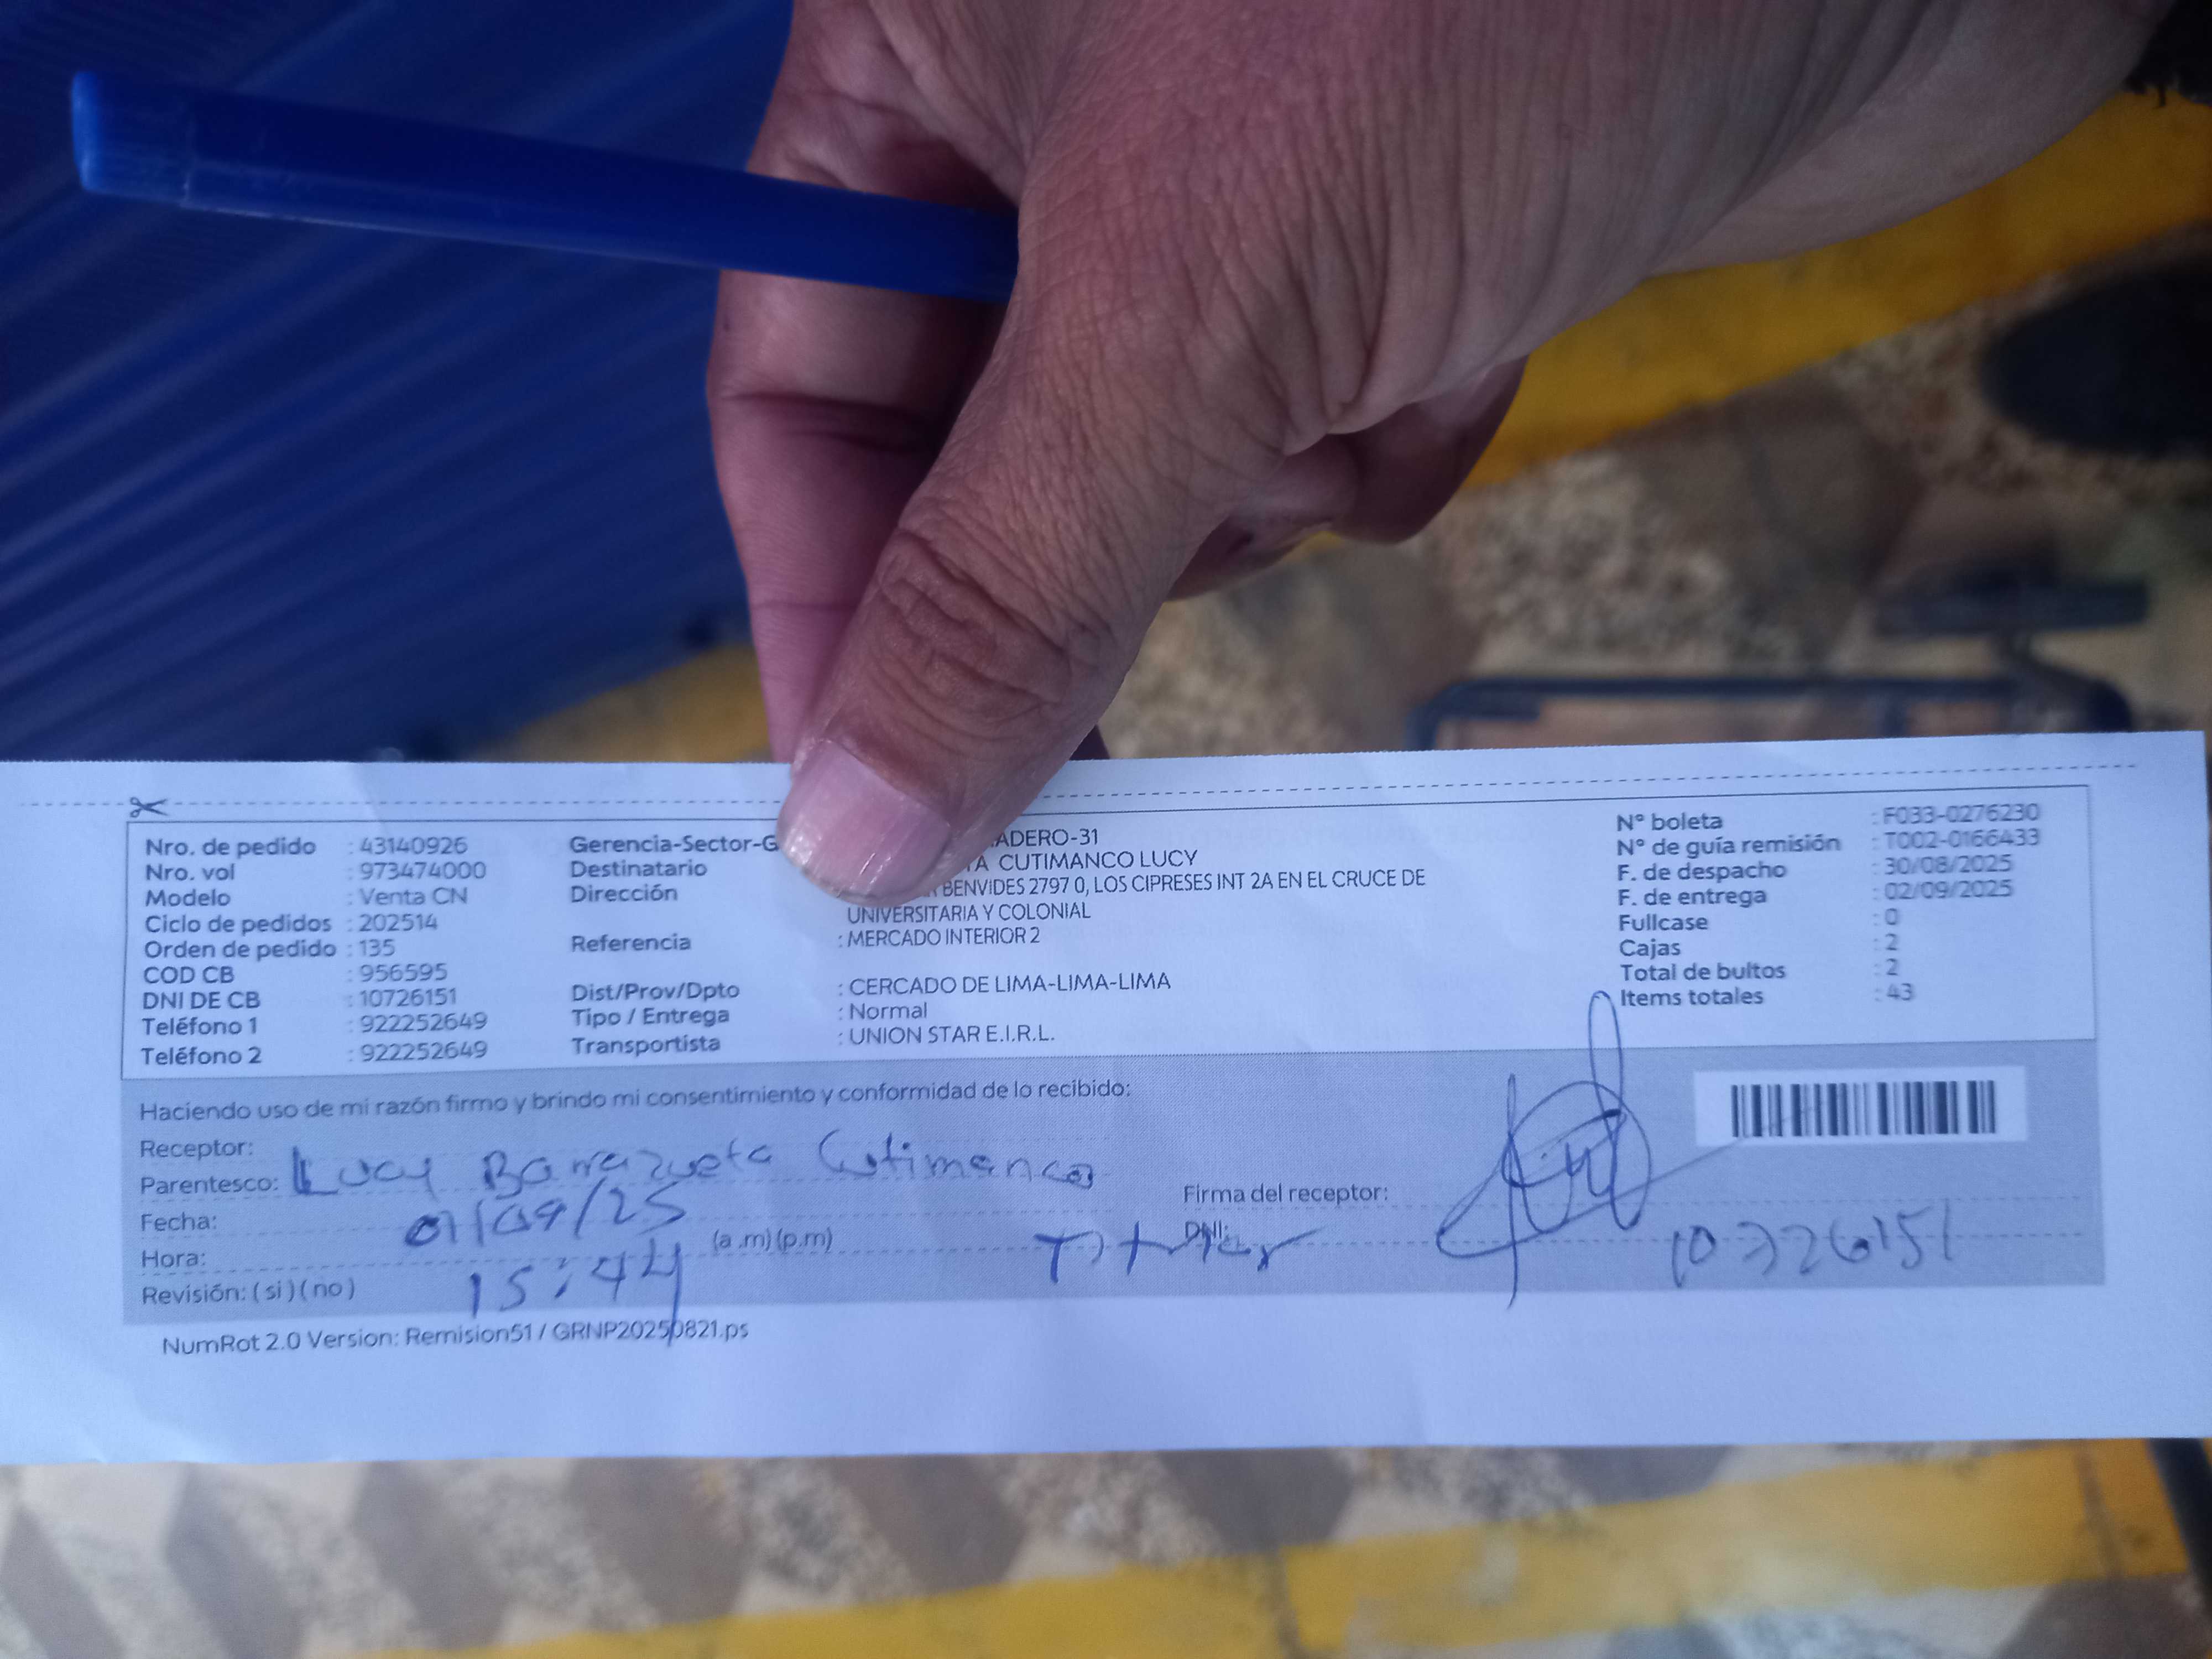 Nro. de pedido : 43140926
Nro. vol : 973474000
Modelo : Venta CN
Ciclo de pedidos : 202514
Orden de pedido : 135
COD CB : 956595
DNI DE CB : 10726151
Teléfono 1 : 922252649
Teléfono 2 : 922252649
Gerencia-Sector-G ADERO-31
Destinatario TA CUTIMANCO LUCY
Dirección BENVIDES 2797 0, LOS CIPRESES INT 2A EN EL CRUCE DE
UNIVERSITARIA Y COLONIAL
Referencia : MERCADO INTERIOR 2
Dist/Prov/Dpto : CERCADO DE LIMA-LIMA-LIMA
Tipo / Entrega : Normal
Transportista : UNION STAR E.I.R.L.
N° boleta : F033-0276230
N° de guía remisión : T002-0166433
F. de despacho : 30/08/2025
F. de entrega : 02/09/2025
Fullcase : 0
Cajas : 2
Total de bultos : 2
Items totales : 43
Haciendo uso de mi razón firmo y brindo mi consentimiento y conformidad de lo recibido:
Receptor: Lucy Barrazueta Cutimanco
Parentesco:
Fecha: 01/09/25
Hora: 15:44 (a .m) (p.m)
Revisión: ( si ) ( no )
Firma del receptor:
DNI: 10726151
NumRot 2.0 Version: Remision51 / GRNP20250821.ps